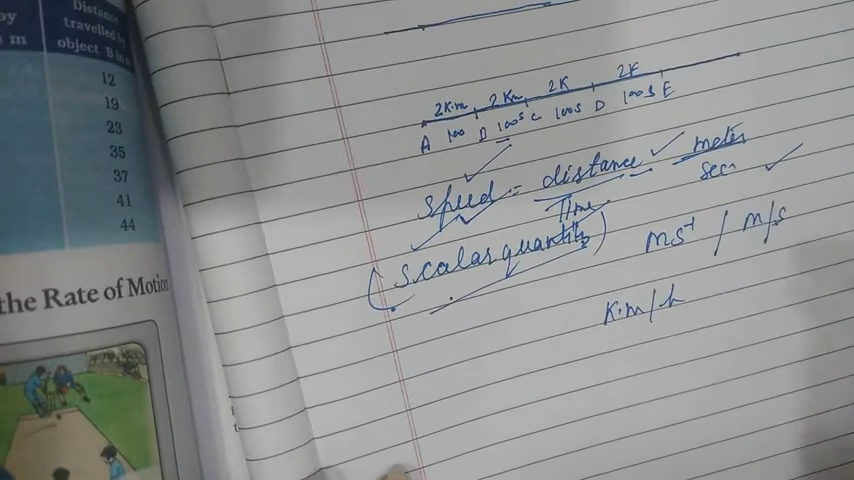 by
m
Distance
travelled by
object B in m
12
19
23
35
37
41
44
the Rate of Motion
2Km 2Km 2K 2K
A 100 B 100s C 100s D 100s E
Speed = distance / Time
meter / sec
(Scalar quantity)
ms⁻¹ / m/s
K.m/h